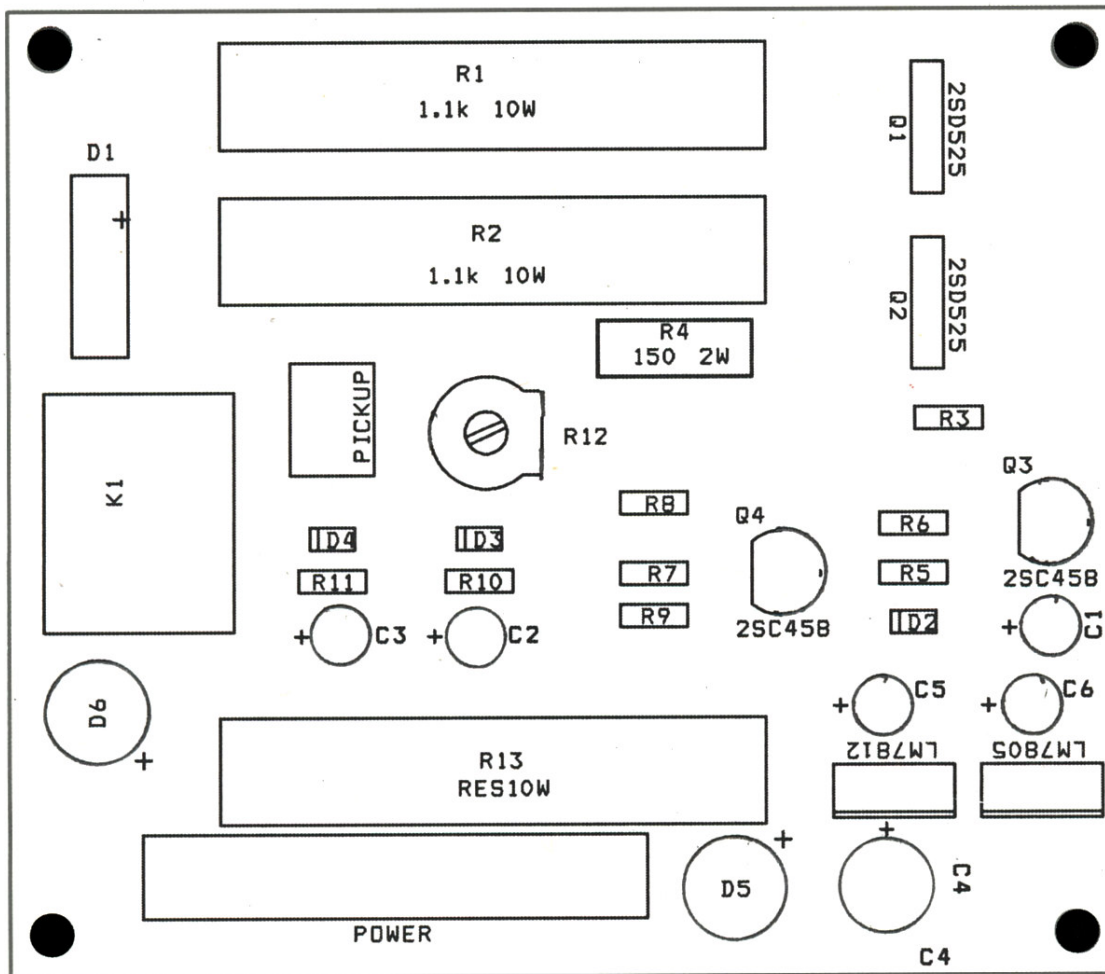 R1
1.1k 10W
Q1
2SD525
D1
R2
1.1k 10W
Q2
2SD525
R4
150 2W
PICKUP
R12
R3
K1
Q3
R8
Q4
R6
D4
D3
R11
R10
R7
R5
2SC458
2SC458
R9
D2
C3
C2
C1
D6
C5
C6
LM7812
LM7805
R13
RES10W
D5
C4
POWER
C4